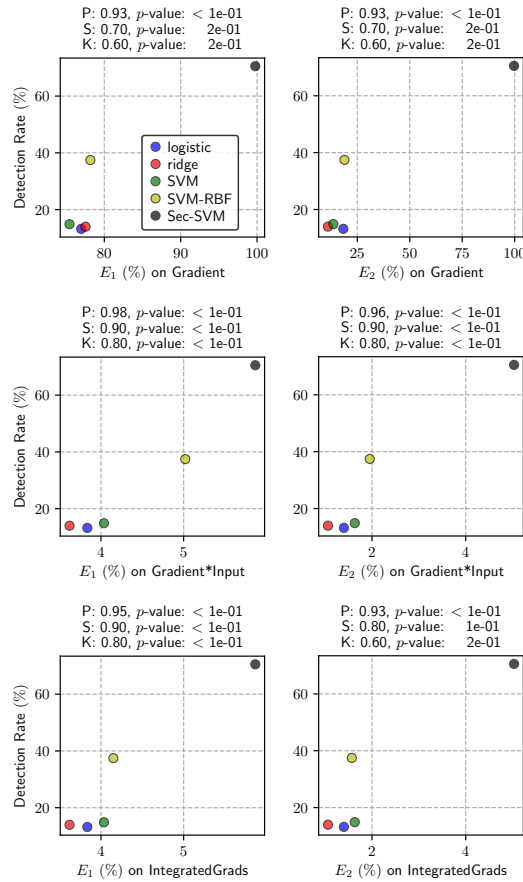 P: 0.93, p-value: < 1e-01
S: 0.70, p-value: 2e-01
K: 0.60, p-value: 2e-01
Detection Rate (%)
60
40
20
logistic
ridge
SVM
SVM-RBF
Sec-SVM
80 90 100
E1 (%) on Gradient
P: 0.93, p-value: < 1e-01
S: 0.70, p-value: 2e-01
K: 0.60, p-value: 2e-01
60
40
20
25 50 75 100
E2 (%) on Gradient
P: 0.98, p-value: < 1e-01
S: 0.90, p-value: < 1e-01
K: 0.80, p-value: < 1e-01
Detection Rate (%)
60
40
20
4 5
E1 (%) on Gradient*Input
P: 0.96, p-value: < 1e-01
S: 0.90, p-value: < 1e-01
K: 0.80, p-value: < 1e-01
60
40
20
2 4
E2 (%) on Gradient*Input
P: 0.95, p-value: < 1e-01
S: 0.90, p-value: < 1e-01
K: 0.80, p-value: < 1e-01
Detection Rate (%)
60
40
20
4 5
E1 (%) on IntegratedGrads
P: 0.93, p-value: < 1e-01
S: 0.80, p-value: 1e-01
K: 0.60, p-value: 2e-01
60
40
20
2 4
E2 (%) on IntegratedGrads